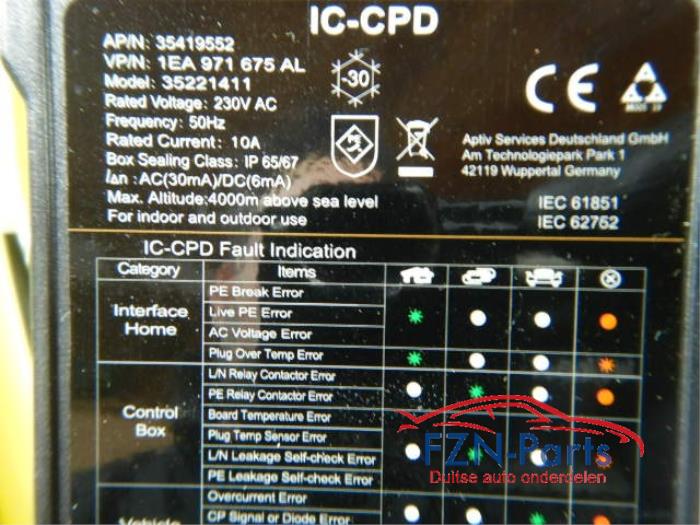 IC-CPD
AP/N: 35419552
VP/N: 1EA 971 675 AL
Model: 35221411
Rated Voltage: 230V AC
Frequency: 50Hz
Rated Current: 10A
Box Sealing Class: IP 65/67
I∆n : AC(30mA)/DC(6mA)
Max. Altitude:4000m above sea level
For indoor and outdoor use
-30
CE
Aptiv Services Deutschland GmbH
Am Technologiepark Park 1
42119 Wuppertal Germany
IEC 61851
IEC 62752
IC-CPD Fault Indication
Category Items
Interface Home
PE Break Error
Live PE Error
AC Voltage Error
Plug Over Temp Error
Control Box
L/N Relay Contactor Error
PE Relay Contactor Error
Board Temperature Error
Plug Temp Sensor Error
L/N Leakage Self-check Error
PE Leakage Self-check Error
Vehicle
Overcurrent Error
CP Signal or Diode Error
FZN-Parts
Duitse auto onderdelen